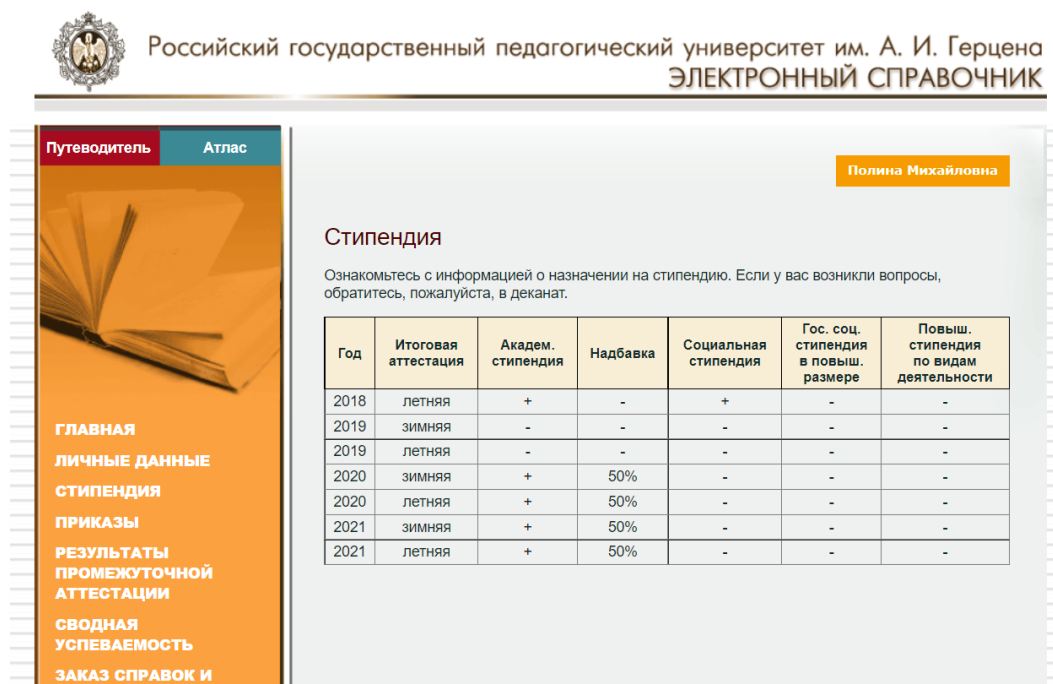 Российский государственный педагогический университет им. А. И. Герцена
ЭЛЕКТРОННЫЙ СПРАВОЧНИК
Путеводитель Атлас
Полина Михайловна
Стипендия
Ознакомьтесь с информацией о назначении на стипендию. Если у вас возникли вопросы,
обратитесь, пожалуйста, в деканат.
Год Итоговая аттестация Академ. стипендия Надбавка Социальная стипендия Гос. соц. стипендия в повыш. размере Повыш. стипендия по видам деятельности
2018 летняя + - + - -
2019 зимняя - - - - -
2019 летняя - - - - -
2020 зимняя + 50% - - -
2020 летняя + 50% - - -
2021 зимняя + 50% - - -
2021 летняя + 50% - - -
ГЛАВНАЯ
ЛИЧНЫЕ ДАННЫЕ
СТИПЕНДИЯ
ПРИКАЗЫ
РЕЗУЛЬТАТЫ
ПРОМЕЖУТОЧНОЙ
АТТЕСТАЦИИ
СВОДНАЯ
УСПЕВАЕМОСТЬ
ЗАКАЗ СПРАВОК И